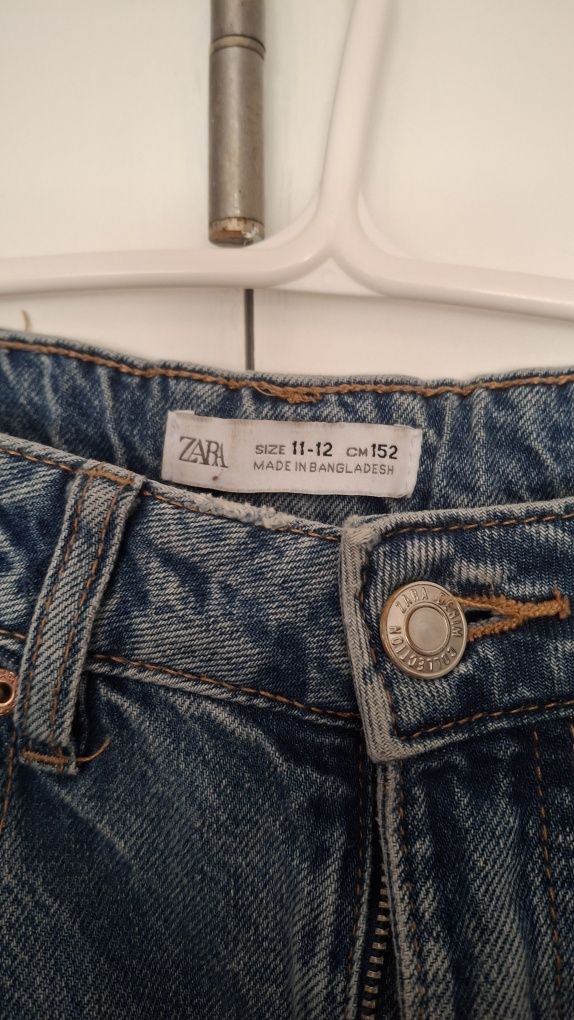 ZARA
SIZE 11-12 CM 152
MADE IN BANGLADESH
ZARA DENIM
COLLECTION